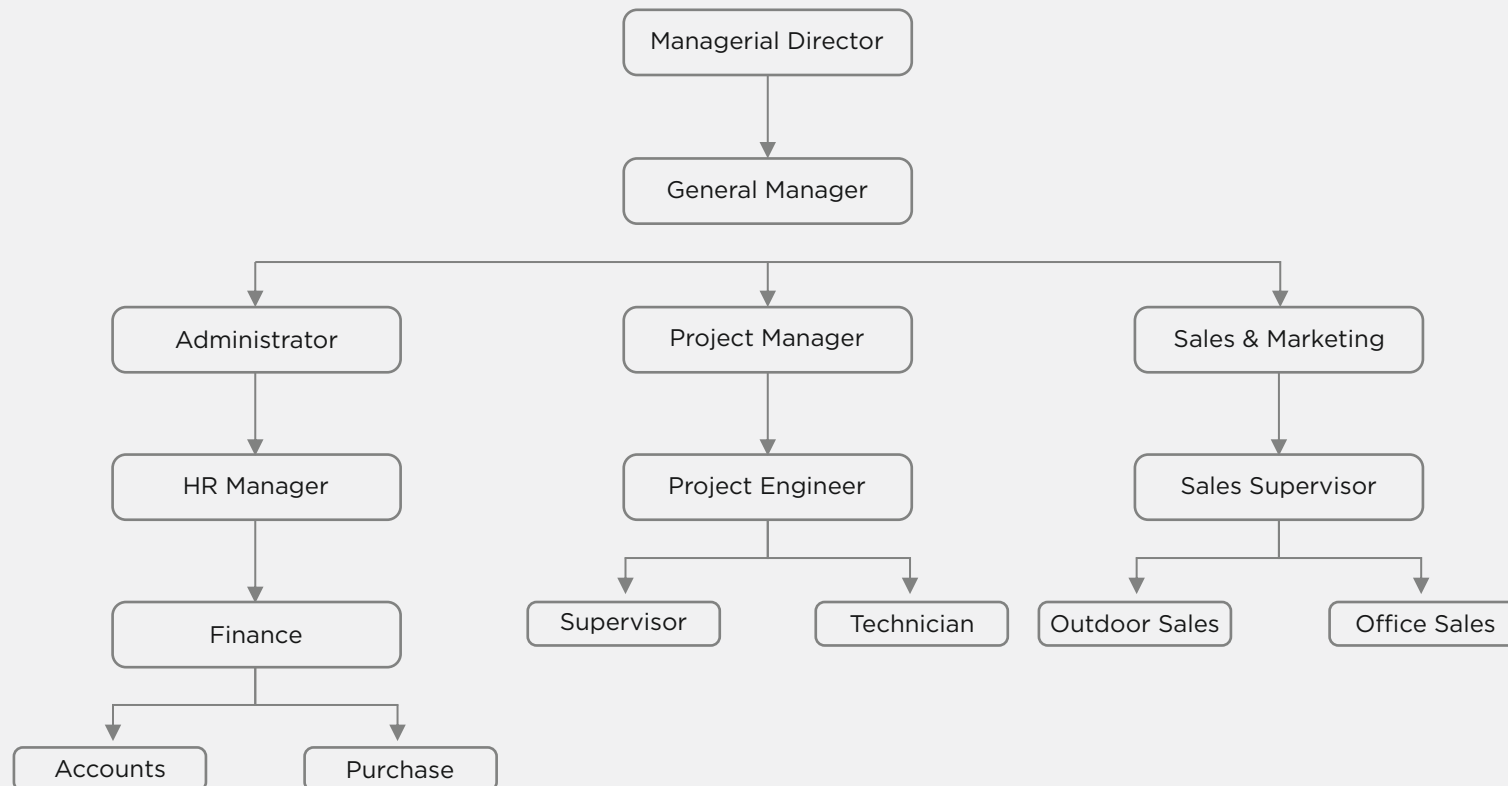 Managerial Director
General Manager
Administrator
Project Manager
Sales & Marketing
HR Manager
Project Engineer
Sales Supervisor
Finance
Supervisor
Technician
Outdoor Sales
Office Sales
Accounts
Purchase